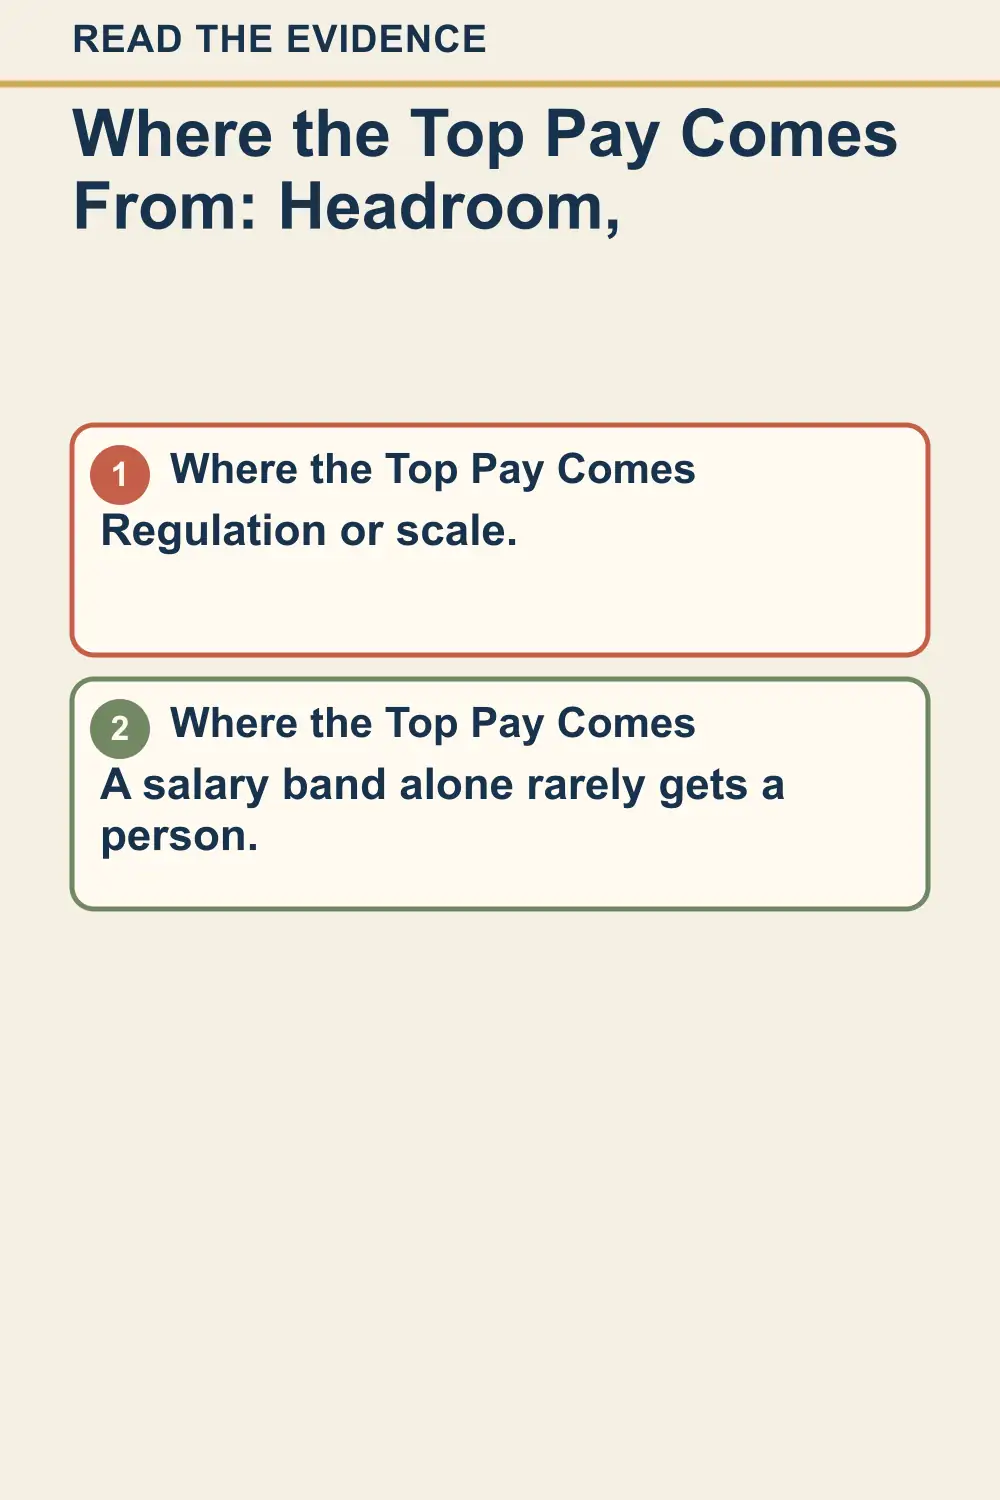 READ THE EVIDENCE
Where the Top Pay Comes
From: Headroom,
1
Where the Top Pay Comes
Regulation or scale.
2
Where the Top Pay Comes
A salary band alone rarely gets a
person.